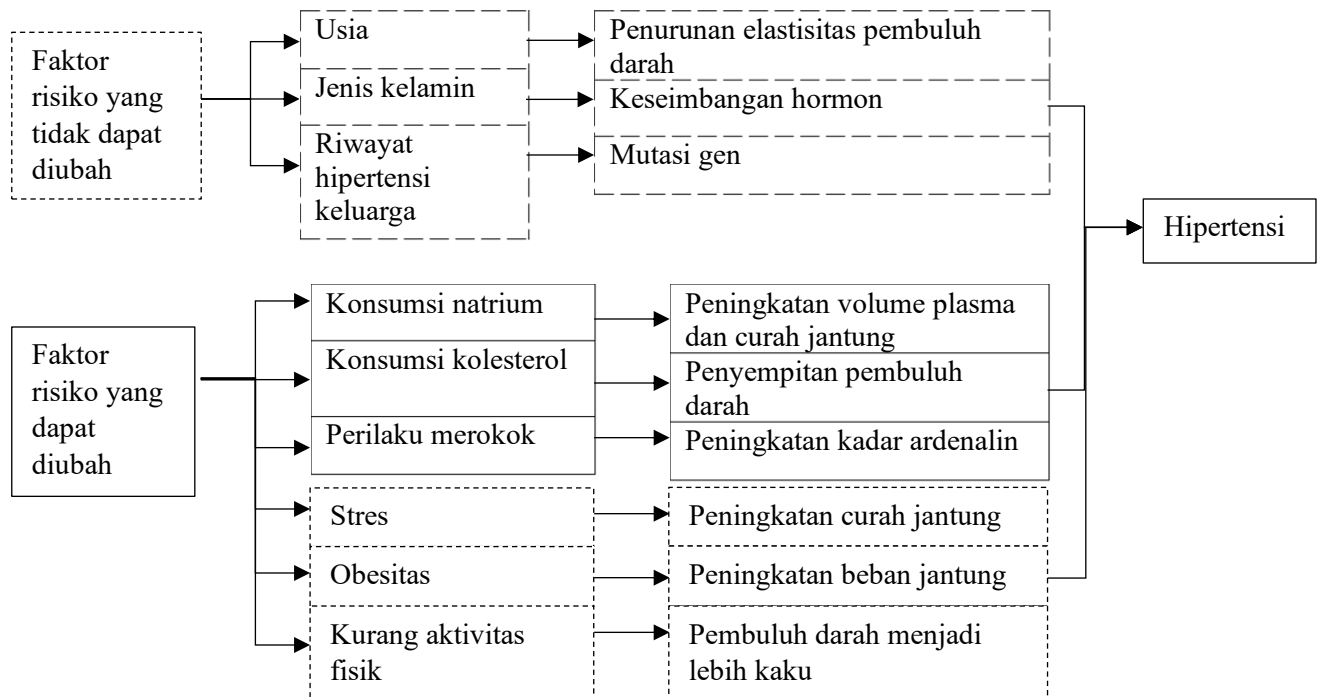 Faktor
risiko yang
tidak dapat
diubah
Usia
Jenis kelamin
Riwayat
hipertensi
keluarga
Penurunan elastisitas pembuluh
darah
Keseimbangan hormon
Mutasi gen
Hipertensi
Faktor
risiko yang
dapat
diubah
Konsumsi natrium
Konsumsi kolesterol
Perilaku merokok
Stres
Obesitas
Kurang aktivitas
fisik
Peningkatan volume plasma
dan curah jantung
Penyempitan pembuluh
darah
Peningkatan kadar ardenalin
Peningkatan curah jantung
Peningkatan beban jantung
Pembuluh darah menjadi
lebih kaku